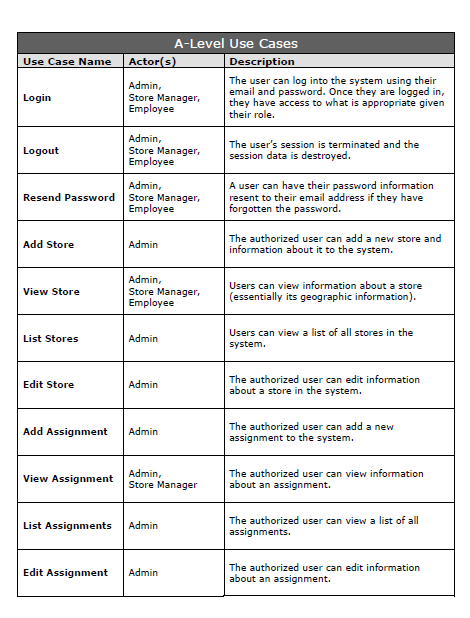 A-Level Use Cases
Use Case Name Actor(s) Description
Login
Admin,
Store Manager,
Employee
The user can log into the system using their
email and password. Once they are logged in,
they have access to what is appropriate given
their role.
Logout
Admin,
Store Manager,
Employee
The user's session is terminated and the
session data is destroyed.
Resend Password
Admin,
Store Manager,
Employee
A user can have their password information
resent to their email address if they have
forgotten the password.
Add Store
Admin
The authorized user can add a new store and
information about it to the system.
View Store
Admin,
Store Manager,
Employee
Users can view information about a store
(essentially its geographic information).
List Stores
Admin
Users can view a list of all stores in the
system.
Edit Store
Admin
The authorized user can edit information
about a store in the system.
Add Assignment
Admin
The authorized user can add a new
assignment to the system.
View Assignment
Admin,
Store Manager
The authorized user can view information
about an assignment.
List Assignments
Admin
The authorized user can view a list of all
assignments.
Edit Assignment
Admin
The authorized user can edit information
about an assignment.